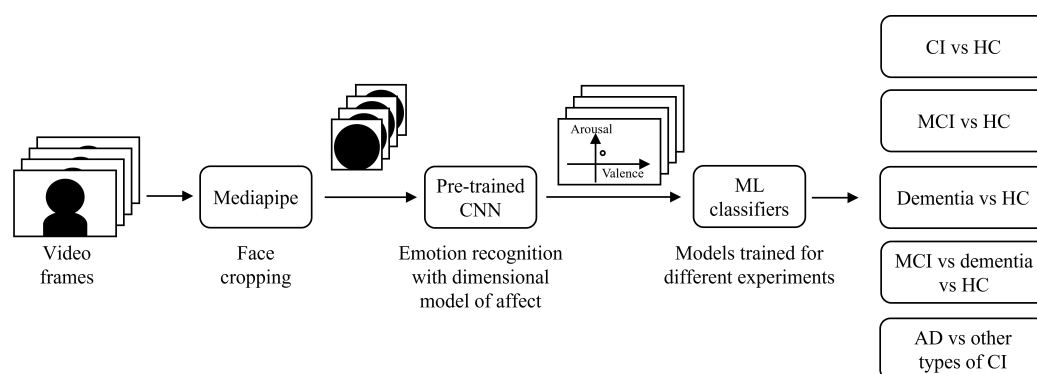 Video
frames
Mediapipe
Face
cropping
Pre-trained
CNN
Emotion recognition
with dimensional
model of affect
Arousal
Valence
ML
classifiers
Models trained for
different experiments
CI vs HC
MCI vs HC
Dementia vs HC
MCI vs dementia
vs HC
AD vs other
types of CI